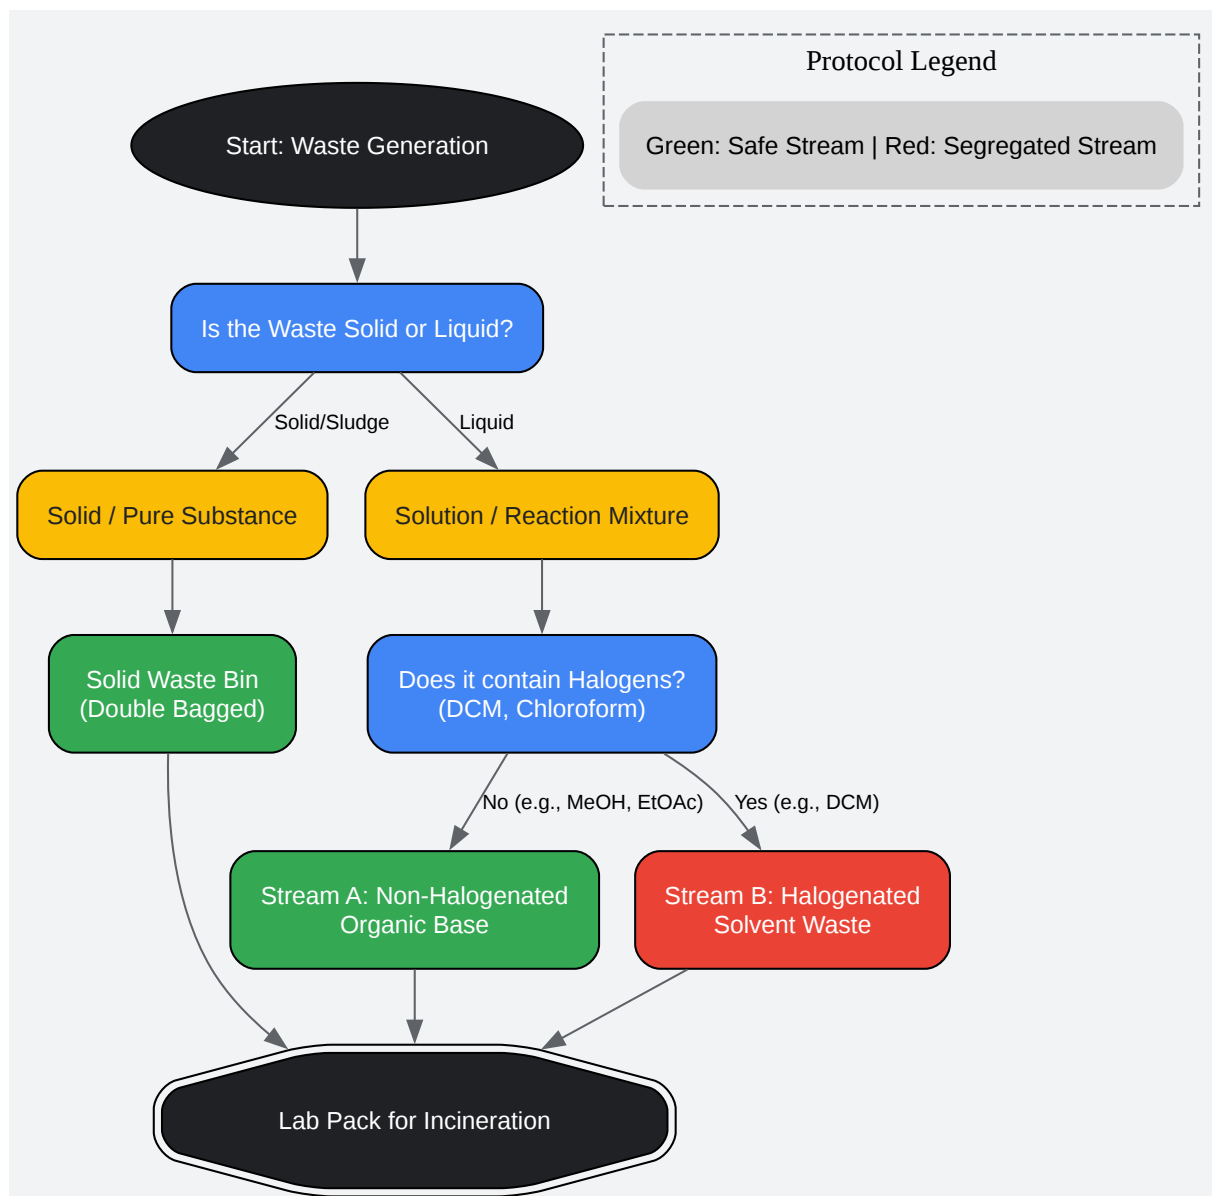 Protocol Legend
Start: Waste Generation
Green: Safe Stream | Red: Segregated Stream
Is the Waste Solid or Liquid?
Solid/Sludge
Liquid
Solid / Pure Substance
Solution / Reaction Mixture
Solid Waste Bin
(Double Bagged)
Does it contain Halogens?
(DCM, Chloroform)
No (e.g., MeOH, EtOAc)
Yes (e.g., DCM)
Stream A: Non-Halogenated
Organic Base
Stream B: Halogenated
Solvent Waste
Lab Pack for Incineration